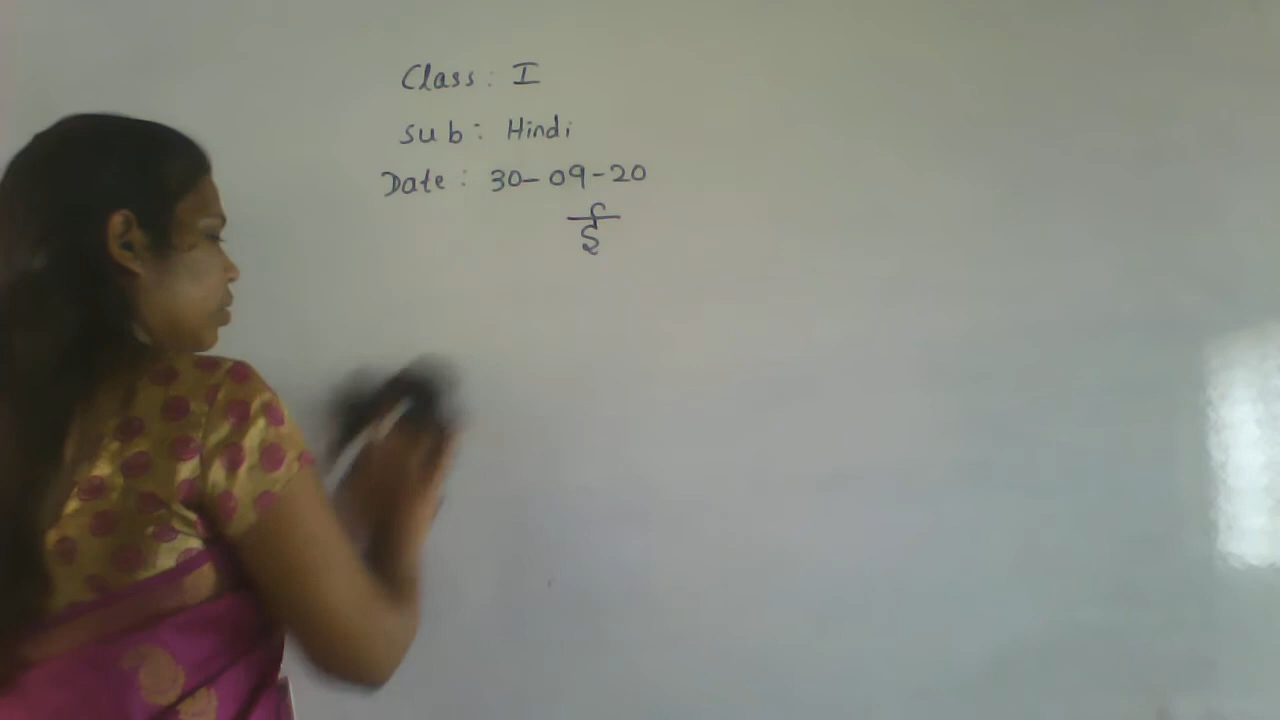 Class : I
Sub : Hindi
Date : 30-09-20
ई